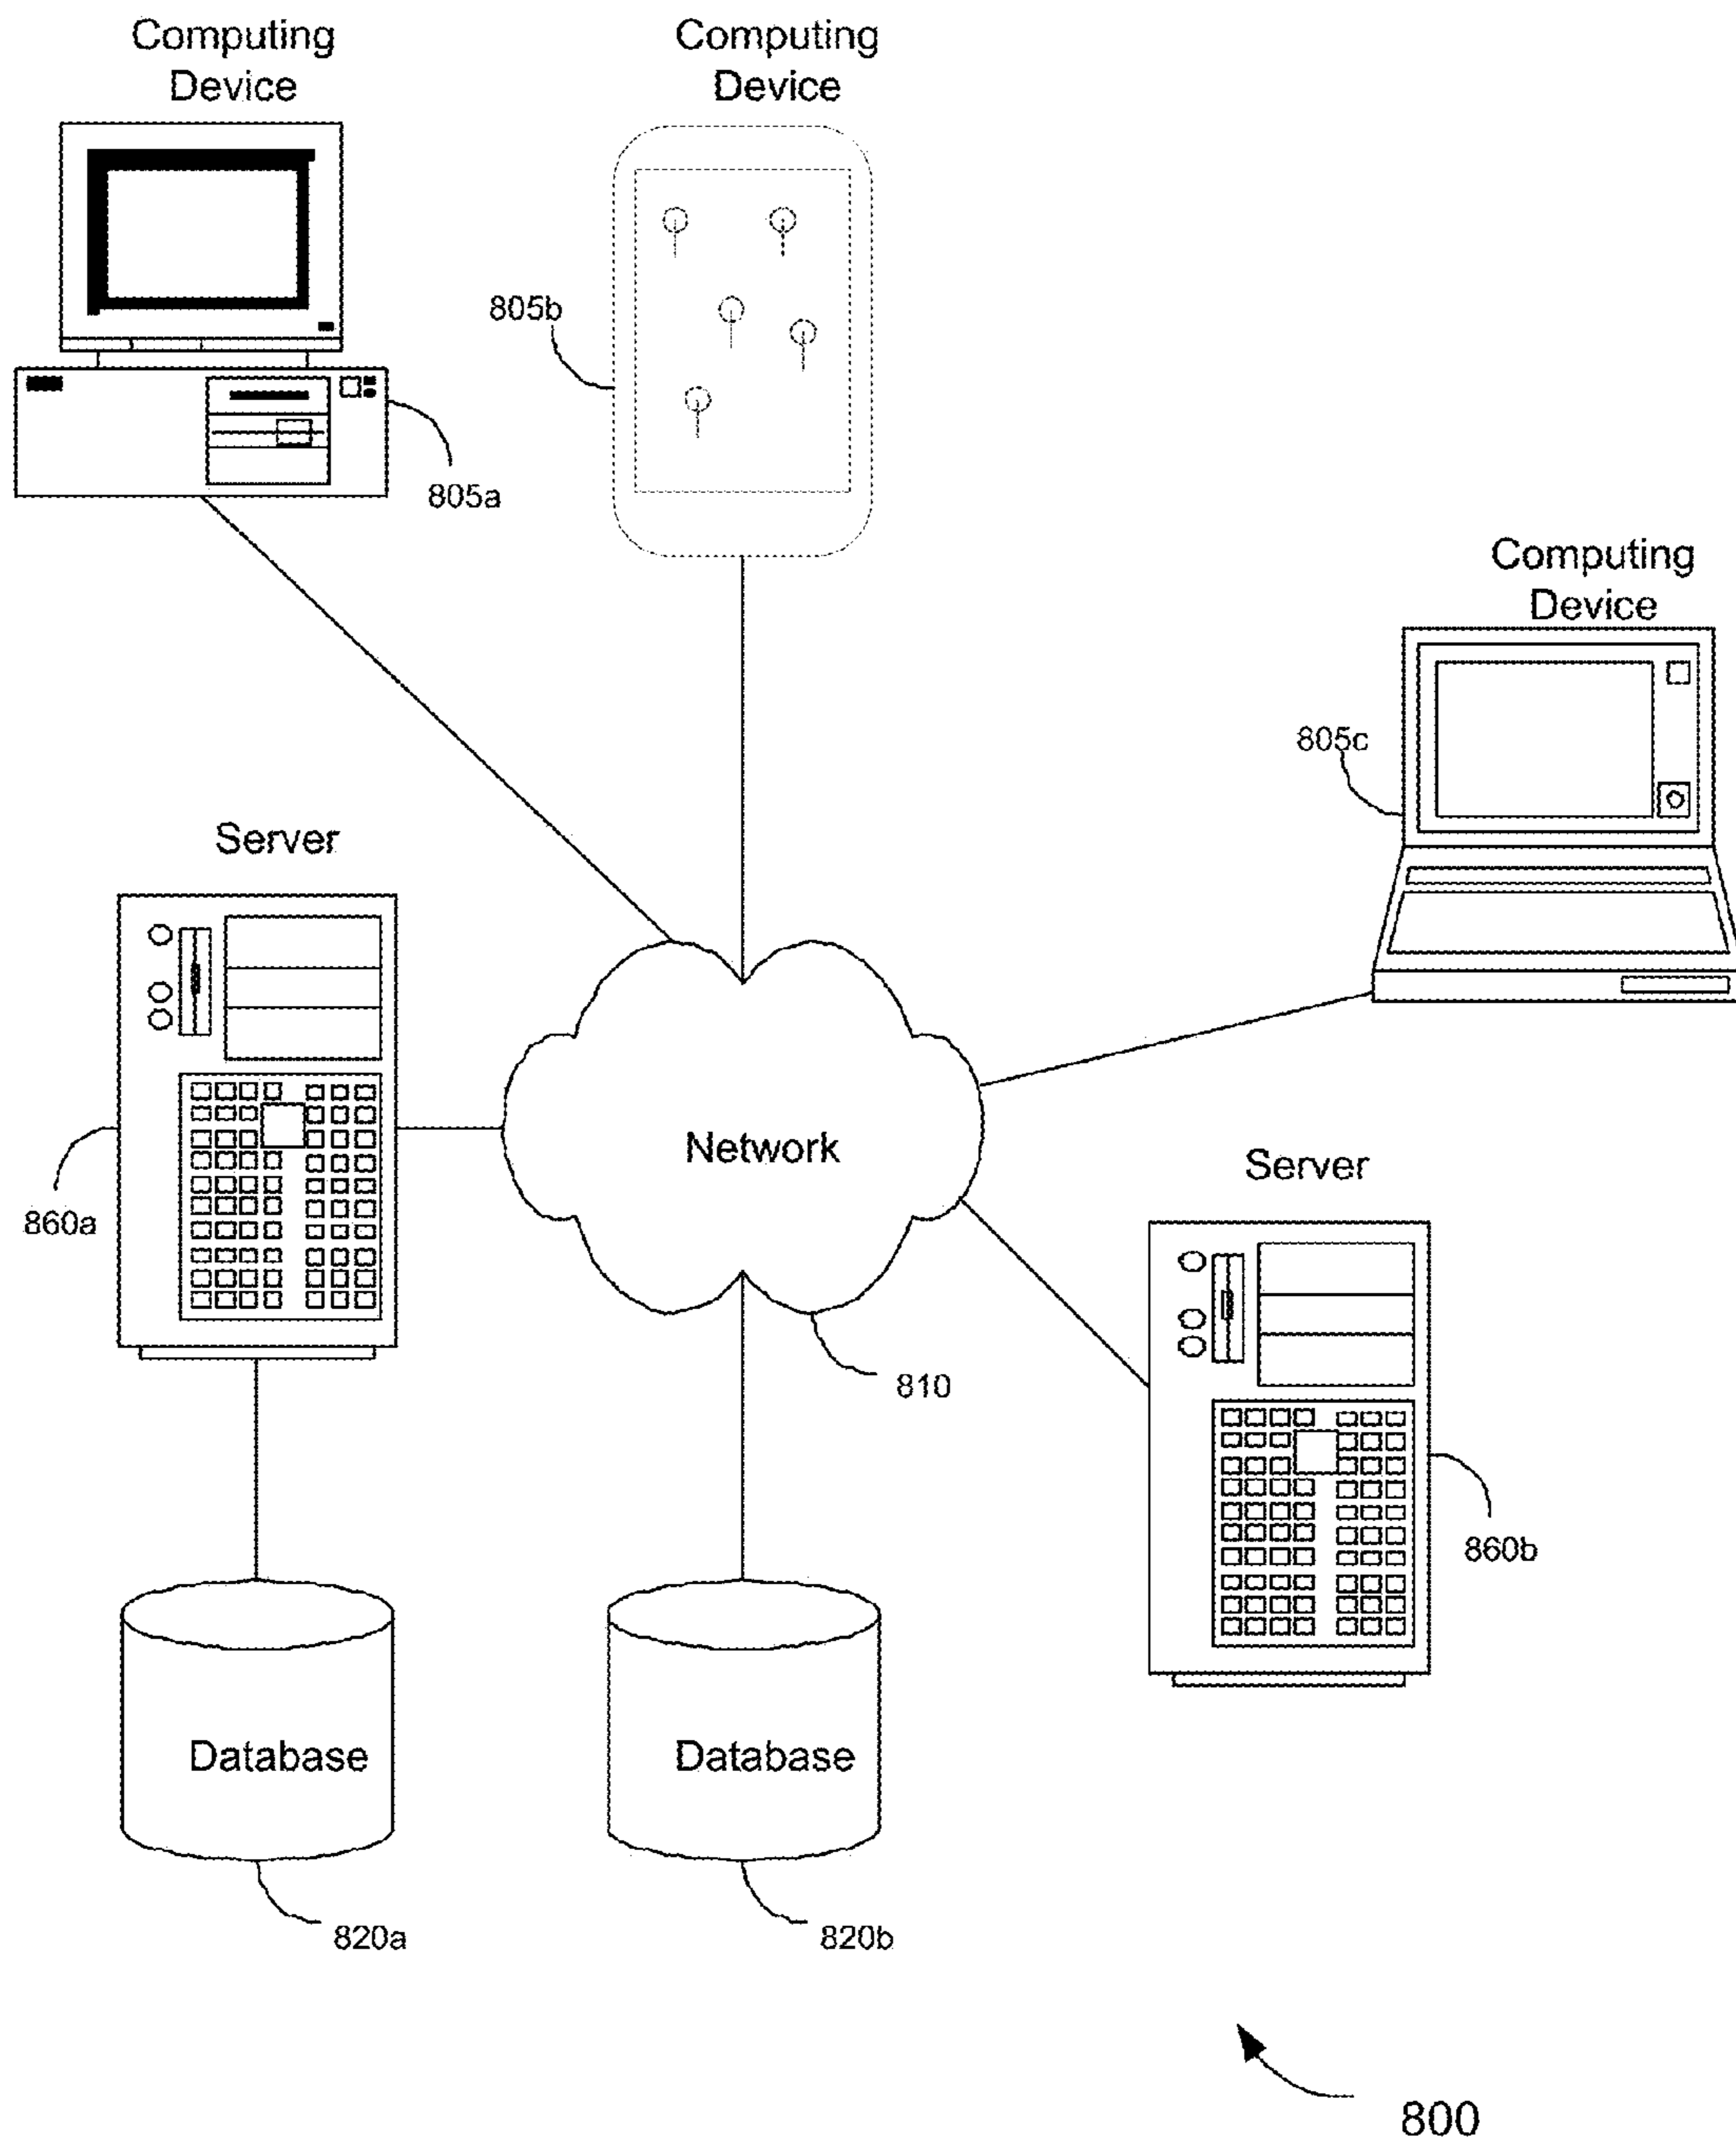 Computing
Device
Computing
Device
805b
805a
Computing
Device
805c
Server
Network
Server
860a
810
860b
Database
Database
820a
820b
800